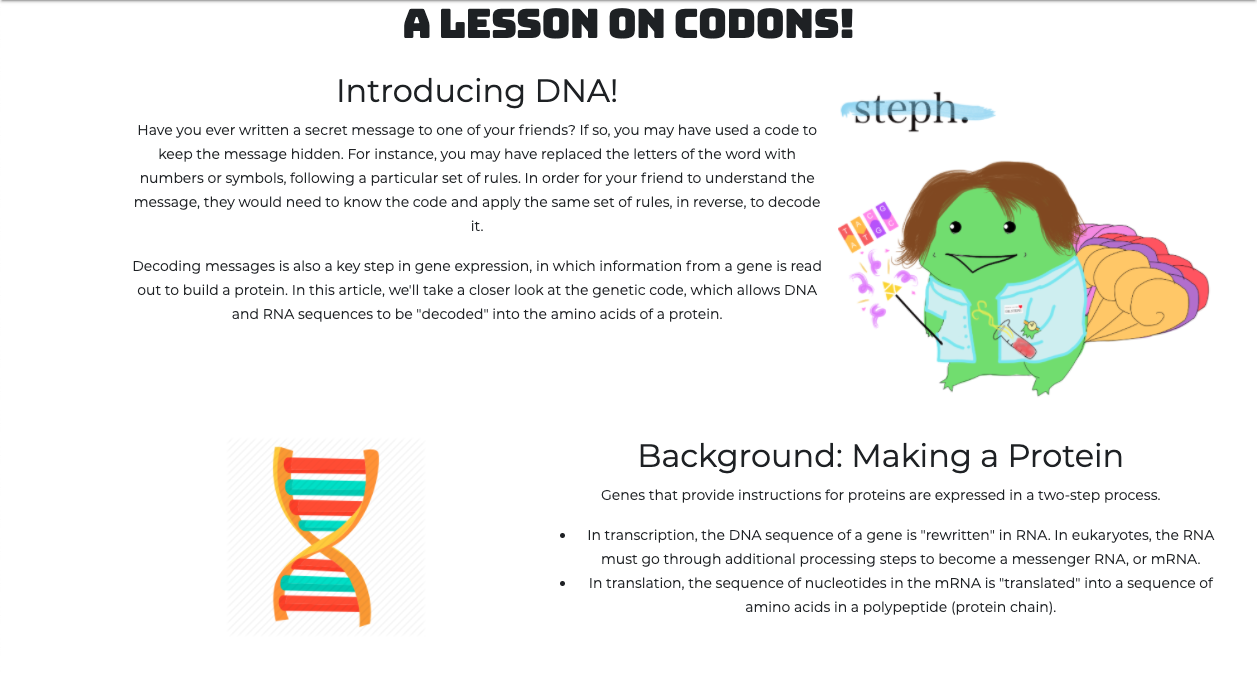 A LESSON ON CODONS!
Introducing DNA!
Have you ever written a secret message to one of your friends? If so, you may have used a code to
keep the message hidden. For instance, you may have replaced the letters of the word with
numbers or symbols, following a particular set of rules. In order for your friend to understand the
message, they would need to know the code and apply the same set of rules, in reverse, to decode
it.
Decoding messages is also a key step in gene expression, in which information from a gene is read
out to build a protein. In this article, we'll take a closer look at the genetic code, which allows DNA
and RNA sequences to be "decoded" into the amino acids of a protein.
steph.
T A C G
A T G C
Background: Making a Protein
Genes that provide instructions for proteins are expressed in a two-step process.
• In transcription, the DNA sequence of a gene is "rewritten" in RNA. In eukaryotes, the RNA
must go through additional processing steps to become a messenger RNA, or mRNA.
• In translation, the sequence of nucleotides in the mRNA is "translated" into a sequence of
amino acids in a polypeptide (protein chain).